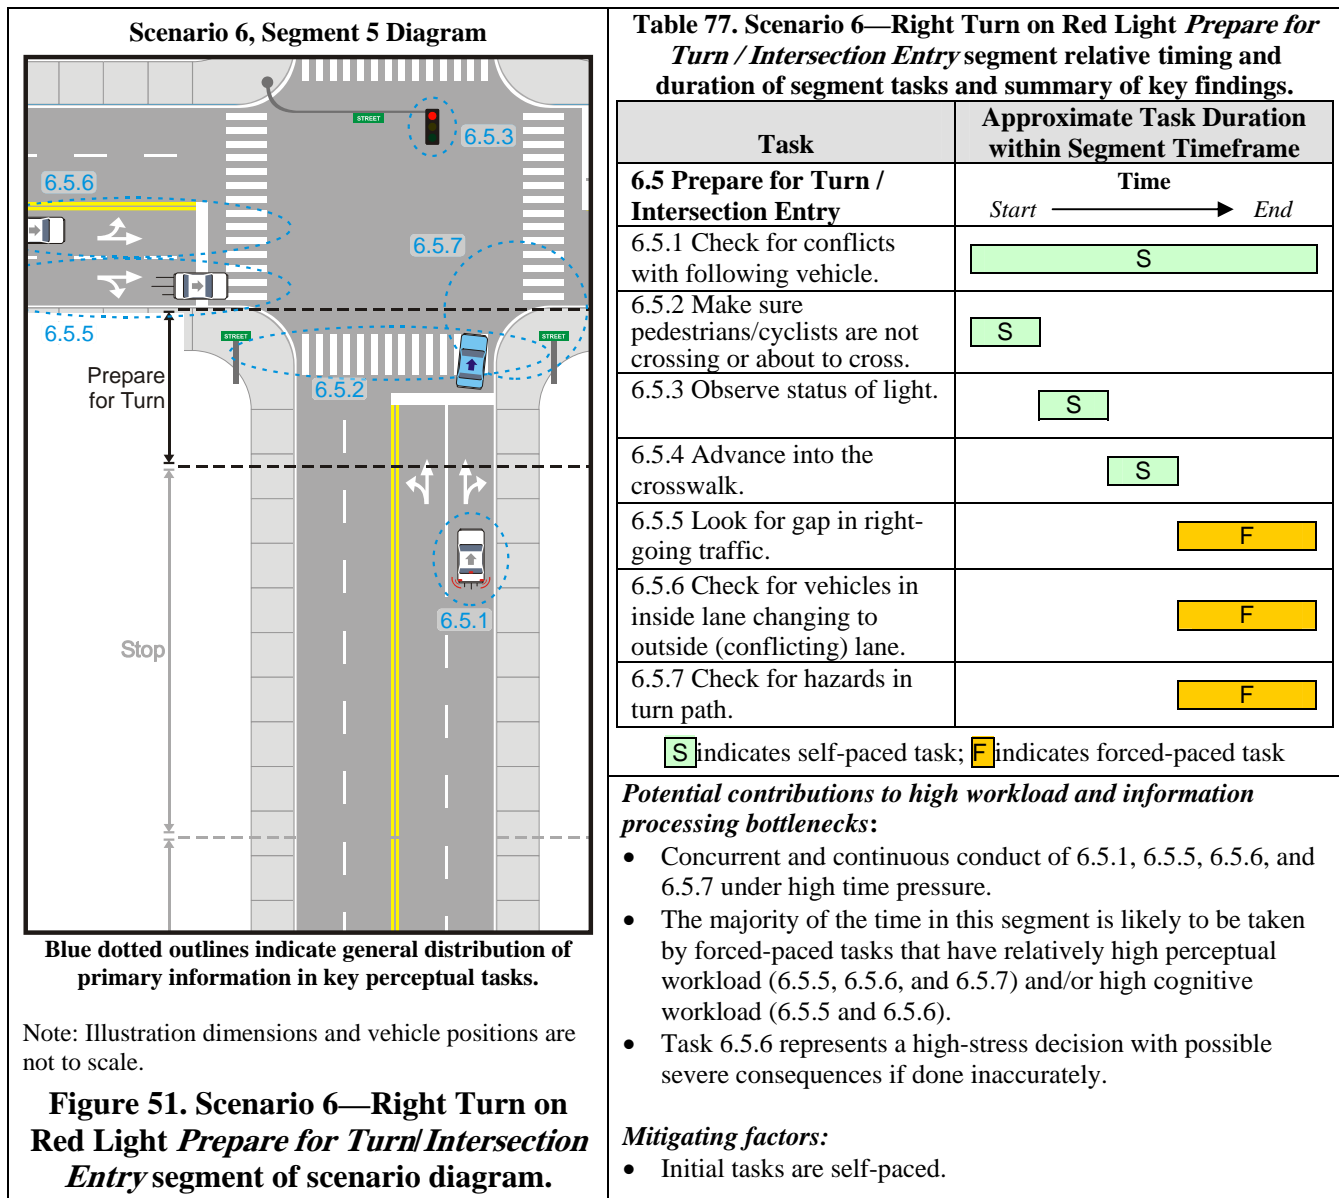 Scenario 6, Segment 5 Diagram
STREET
6.5.3
6.5.6
6.5.7
6.5.5
STREET
STREET
Prepare
for Turn
6.5.2
6.5.1
Stop
Blue dotted outlines indicate general distribution of
primary information in key perceptual tasks.
Note: Illustration dimensions and vehicle positions are
not to scale.
Figure 51. Scenario 6—Right Turn on
Red Light Prepare for Turn/Intersection
Entry segment of scenario diagram.
Table 77. Scenario 6—Right Turn on Red Light Prepare for
Turn / Intersection Entry segment relative timing and
duration of segment tasks and summary of key findings.
Task
Approximate Task Duration
within Segment Timeframe
6.5 Prepare for Turn /
Intersection Entry
Time
Start End
6.5.1 Check for conflicts
with following vehicle.
S
6.5.2 Make sure
pedestrians/cyclists are not
crossing or about to cross.
S
6.5.3 Observe status of light.
S
6.5.4 Advance into the
crosswalk.
S
6.5.5 Look for gap in right-
going traffic.
F
6.5.6 Check for vehicles in
inside lane changing to
outside (conflicting) lane.
F
6.5.7 Check for hazards in
turn path.
F
S indicates self-paced task; F indicates forced-paced task
Potential contributions to high workload and information
processing bottlenecks:
• Concurrent and continuous conduct of 6.5.1, 6.5.5, 6.5.6, and
6.5.7 under high time pressure.
• The majority of the time in this segment is likely to be taken
by forced-paced tasks that have relatively high perceptual
workload (6.5.5, 6.5.6, and 6.5.7) and/or high cognitive
workload (6.5.5 and 6.5.6).
• Task 6.5.6 represents a high-stress decision with possible
severe consequences if done inaccurately.
Mitigating factors:
• Initial tasks are self-paced.